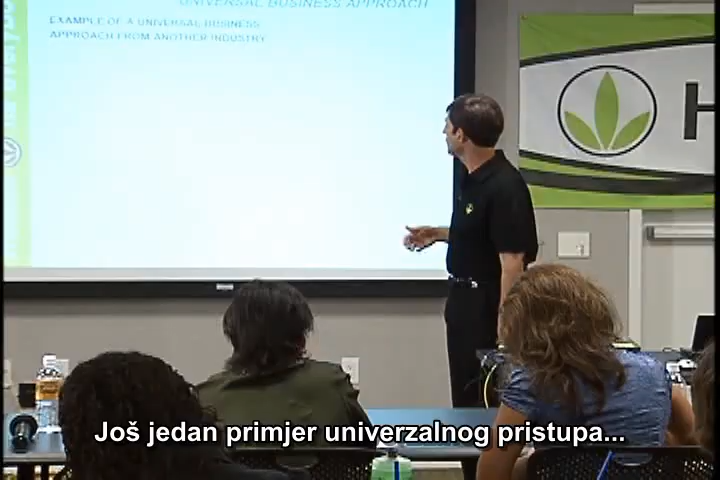 UNIVERSAL BUSINESS APPROACH
EXAMPLE OF A UNIVERSAL BUSINESS
APPROACH FROM ANOTHER INDUSTRY
H
Još jedan primjer univerzalnog pristupa...